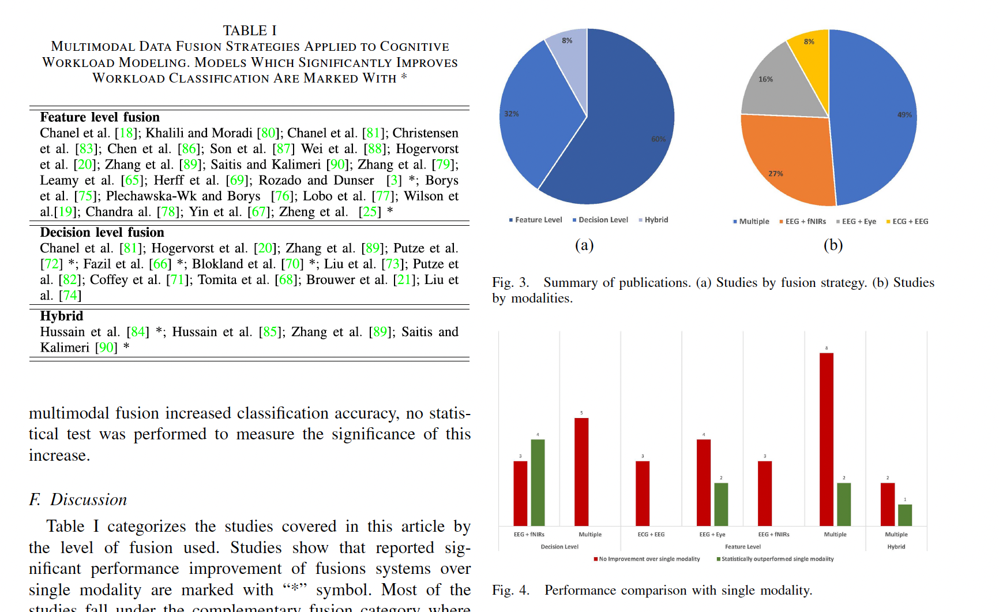 TABLE I
MULTIMODAL DATA FUSION STRATEGIES APPLIED TO COGNITIVE
WORKLOAD MODELING. MODELS WHICH SIGNIFICANTLY IMPROVES
WORKLOAD CLASSIFICATION ARE MARKED WITH *
Feature level fusion
Chanel et al. [18]; Khalili and Moradi [80]; Chanel et al. [81]; Christensen
et al. [83]; Chen et al. [86]; Son et al. [87] Wei et al. [88]; Hogervorst
et al. [20]; Zhang et al. [89]; Saitis and Kalimeri [90]; Zhang et al. [79];
Leamy et al. [65]; Herff et al. [69]; Rozado and Dunser [3] *; Borys
et al. [75]; Plechawska-Wk and Borys [76]; Lobo et al. [77]; Wilson et
al.[19]; Chandra al. [78]; Yin et al. [67]; Zheng et al. [25] *
Decision level fusion
Chanel et al. [81]; Hogervorst et al. [20]; Zhang et al. [89]; Putze et al.
[72] *; Fazil et al. [66] *; Blokland et al. [70] *; Liu et al. [73]; Putze et
al. [82]; Coffey et al. [71]; Tomita et al. [68]; Brouwer et al. [21]; Liu et
al. [74]
Hybrid
Hussain et al. [84] *; Hussain et al. [85]; Zhang et al. [89]; Saitis and
Kalimeri [90] *
multimodal fusion increased classification accuracy, no statis-
tical test was performed to measure the significance of this
increase.
F. Discussion
Table I categorizes the studies covered in this article by
the level of fusion used. Studies show that reported sig-
nificant performance improvement of fusions systems over
single modality are marked with “*” symbol. Most of the
studies fall under the complementary fusion category where
8%
32%
60%
Feature Level Decision Level Hybrid
(a)
8%
16%
49%
27%
Multiple EEG + fNIRs EEG + Eye ECG + EEG
(b)
Fig. 3. Summary of publications. (a) Studies by fusion strategy. (b) Studies
by modalities.
3 4 5 3 4 2 3 8 2 2 1
EEG + fNIRs Multiple ECG + EEG EEG + Eye EEG + fNIRs Multiple Multiple
Decision Level Feature Level Hybrid
No Improvement over single modality Statistically outperformed single modality
Fig. 4. Performance comparison with single modality.